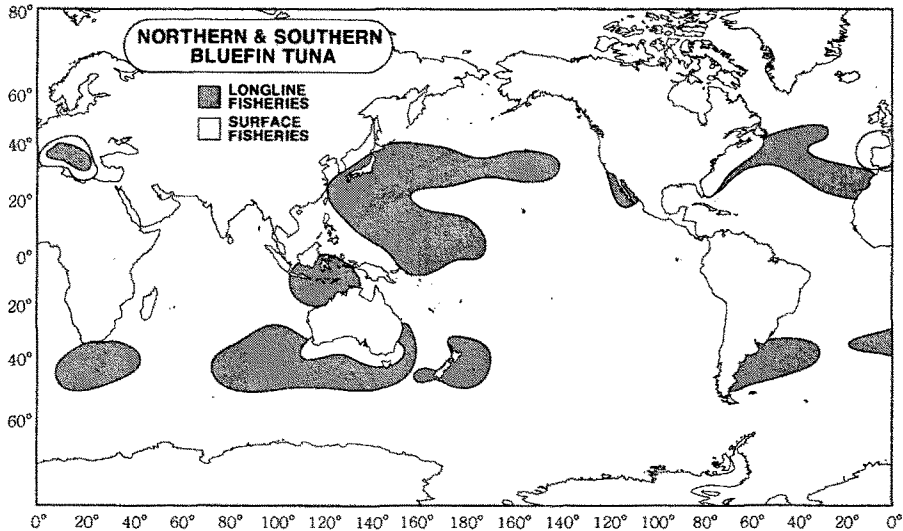 NORTHERN & SOUTHERN
BLUEFIN TUNA
LONGLINE
FISHERIES
SURFACE
FISHERIES
80°
60°
40°
20°
0°
20°
40°
60°
0° 20° 40° 60° 80° 100° 120° 140° 160° 180° 160° 140° 120° 100° 80° 60° 40° 20° 0°